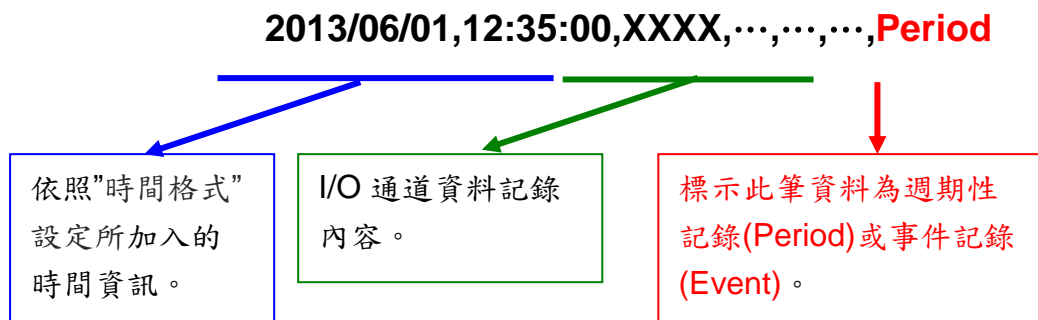 2013/06/01,12:35:00,XXXX,⋯,⋯,⋯,Period
依照”時間格式”
設定所加入的
時間資訊。
I/O 通道資料記錄
內容。
標示此筆資料為週期性
記錄(Period)或事件記錄
(Event)。